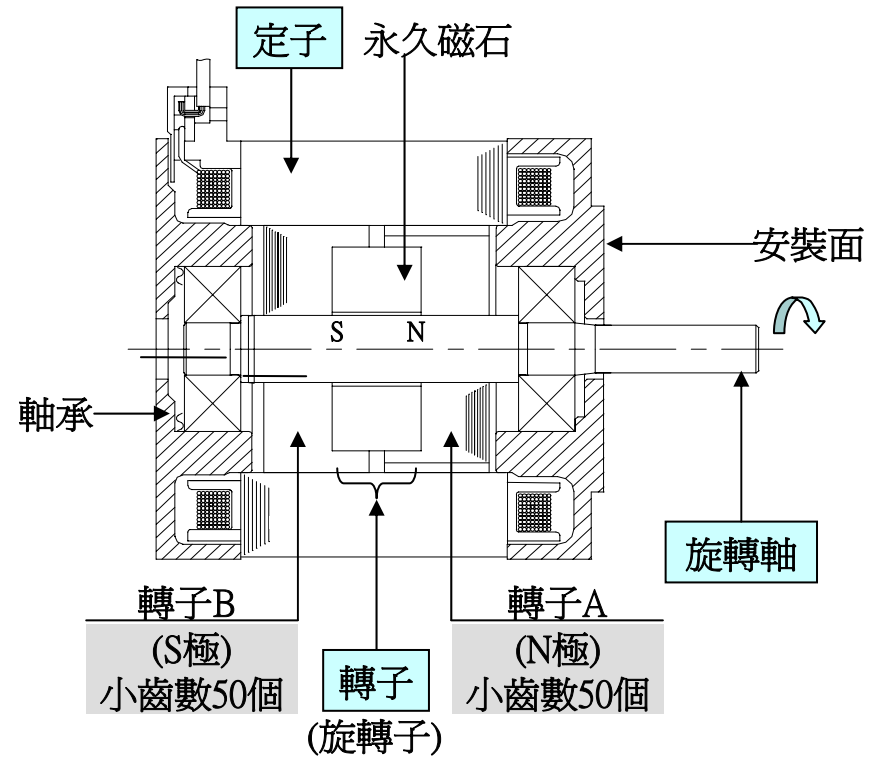 定子
永久磁石
安裝面
S
N
軸承
旋轉軸
轉子B
(S極)
小齒數50個
轉子A
(N極)
小齒數50個
轉子
(旋轉子)